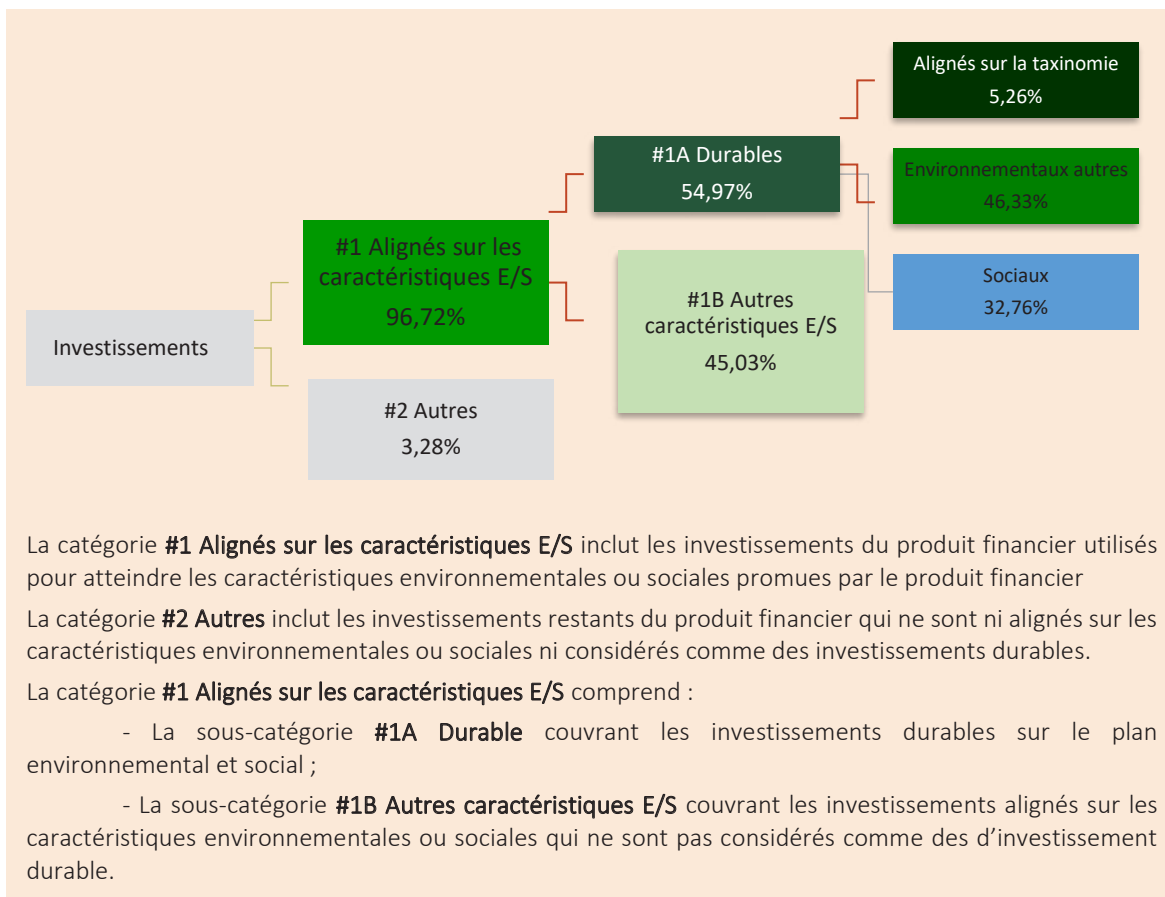 Alignés sur la taxinomie
5,26%
#1A Durables
54,97%
Environnementaux autres
46,33%
#1 Alignés sur les
caractéristiques E/S
96,72%
#1B Autres
caractéristiques E/S
45,03%
Sociaux
32,76%
Investissements
#2 Autres
3,28%
La catégorie #1 Alignés sur les caractéristiques E/S inclut les investissements du produit financier utilisés
pour atteindre les caractéristiques environnementales ou sociales promues par le produit financier
La catégorie #2 Autres inclut les investissements restants du produit financier qui ne sont ni alignés sur les
caractéristiques environnementales ou sociales ni considérés comme des investissements durables.
La catégorie #1 Alignés sur les caractéristiques E/S comprend :
- La sous-catégorie #1A Durable couvrant les investissements durables sur le plan
environnemental et social ;
- La sous-catégorie #1B Autres caractéristiques E/S couvrant les investissements alignés sur les
caractéristiques environnementales ou sociales qui ne sont pas considérés comme des d’investissement
durable.